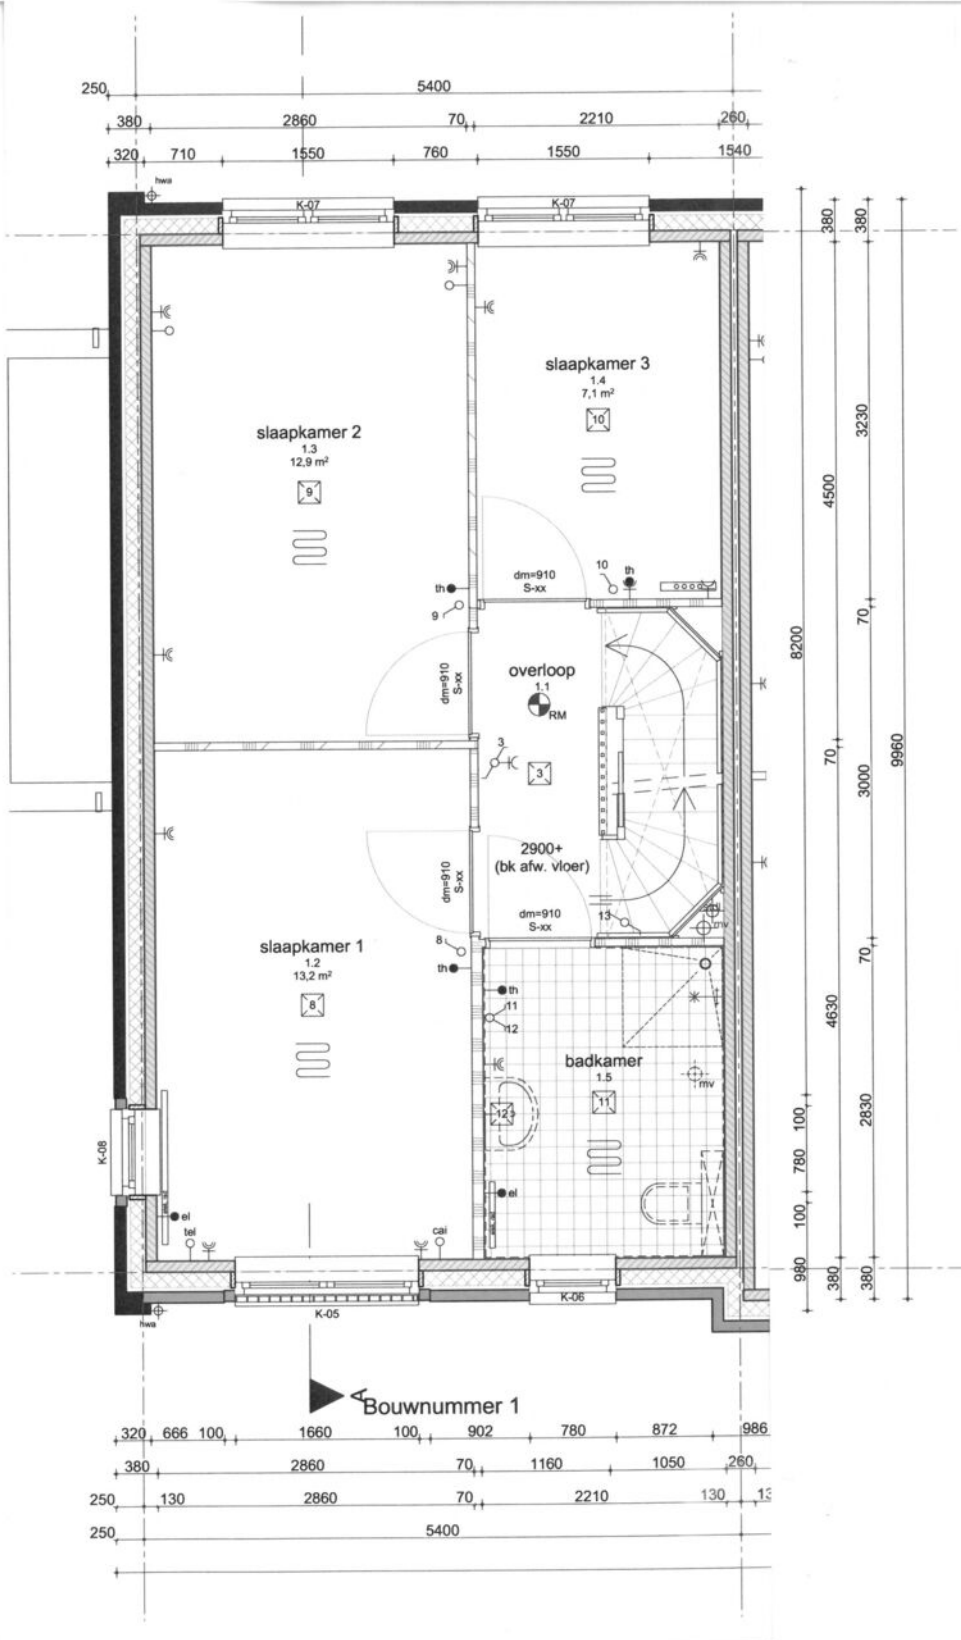 250
5400
380
2860
70
2210
260
320
710
1550
760
1550
1540
hwa
K-07
K-07
380
380
slaapkamer 3
1.4
7,1 m²
10
slaapkamer 2
1.3
12,9 m²
9
3230
4500
10
th
dm=910
S-xx
th
9
70
8200
overloop
1.1
RM
dm=910
S-xx
3
3
70
3000
9960
2900+
(bk afw. vloer)
dm=910
S-xx
dm=910
S-xx
13
mv
slaapkamer 1
1.2
13,2 m²
8
8
th
70
th
11
12
4630
badkamer
1.5
11
12
mv
2830
K-08
100
780
100
el
el
tel
cai
980
380
380
K-05
K-06
hwa
A
Bouwnummer 1
320
666
100
1660
100
902
780
872
986
380
2860
70
1160
1050
260
250
130
2860
70
2210
130
250
5400